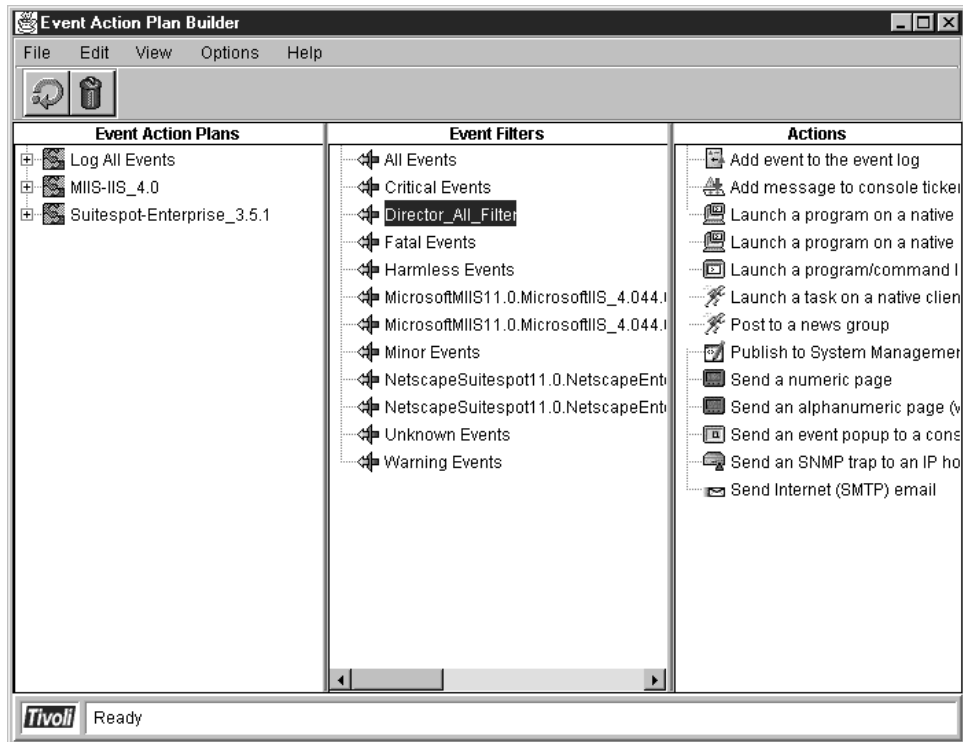 Event Action Plan Builder
File Edit View Options Help
Event Action Plans
Log All Events
MIIS-IIS_4.0
Suitespot-Enterprise_3.5.1
Event Filters
All Events
Critical Events
Director_All_Filter
Fatal Events
Harmless Events
MicrosoftMIIS11.0.MicrosoftIIS_4.044.
MicrosoftMIIS11.0.MicrosoftIIS_4.044.
Minor Events
NetscapeSuitespot11.0.NetscapeEnt
NetscapeSuitespot11.0.NetscapeEnt
Unknown Events
Warning Events
Actions
Add event to the event log
Add message to console ticker
Launch a program on a native
Launch a program on a native
Launch a program/command l
Launch a task on a native clien
Post to a news group
Publish to System Managemer
Send a numeric page
Send an alphanumeric page (v
Send an event popup to a cons
Send an SNMP trap to an IP ho
Send Internet (SMTP) email
Tivoli Ready